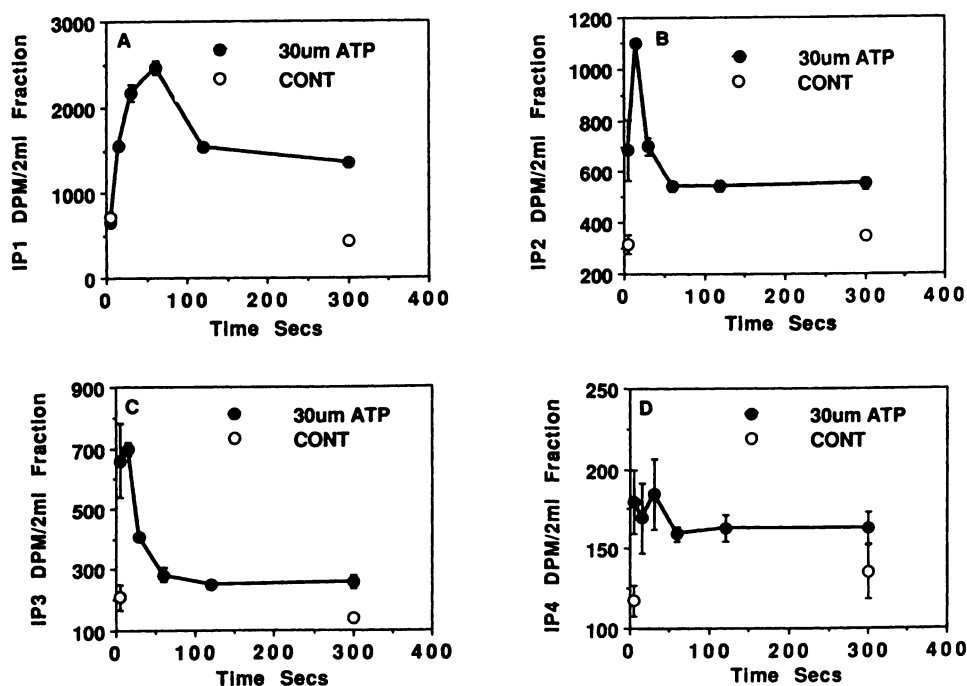 A
30um ATP
CONT
IP1 DPM/2ml Fraction
3000
2000
1000
0
0 100 200 300 400
Time Secs
B
30um ATP
CONT
IP2 DPM/2ml Fraction
1200
1000
800
600
400
200
0 100 200 300 400
Time Secs
C
30um ATP
CONT
IP3 DPM/2ml Fraction
900
700
500
300
100
0 100 200 300 400
Time Secs
D
30um ATP
CONT
IP4 DPM/2ml Fraction
250
200
150
100
0 100 200 300 400
Time Secs